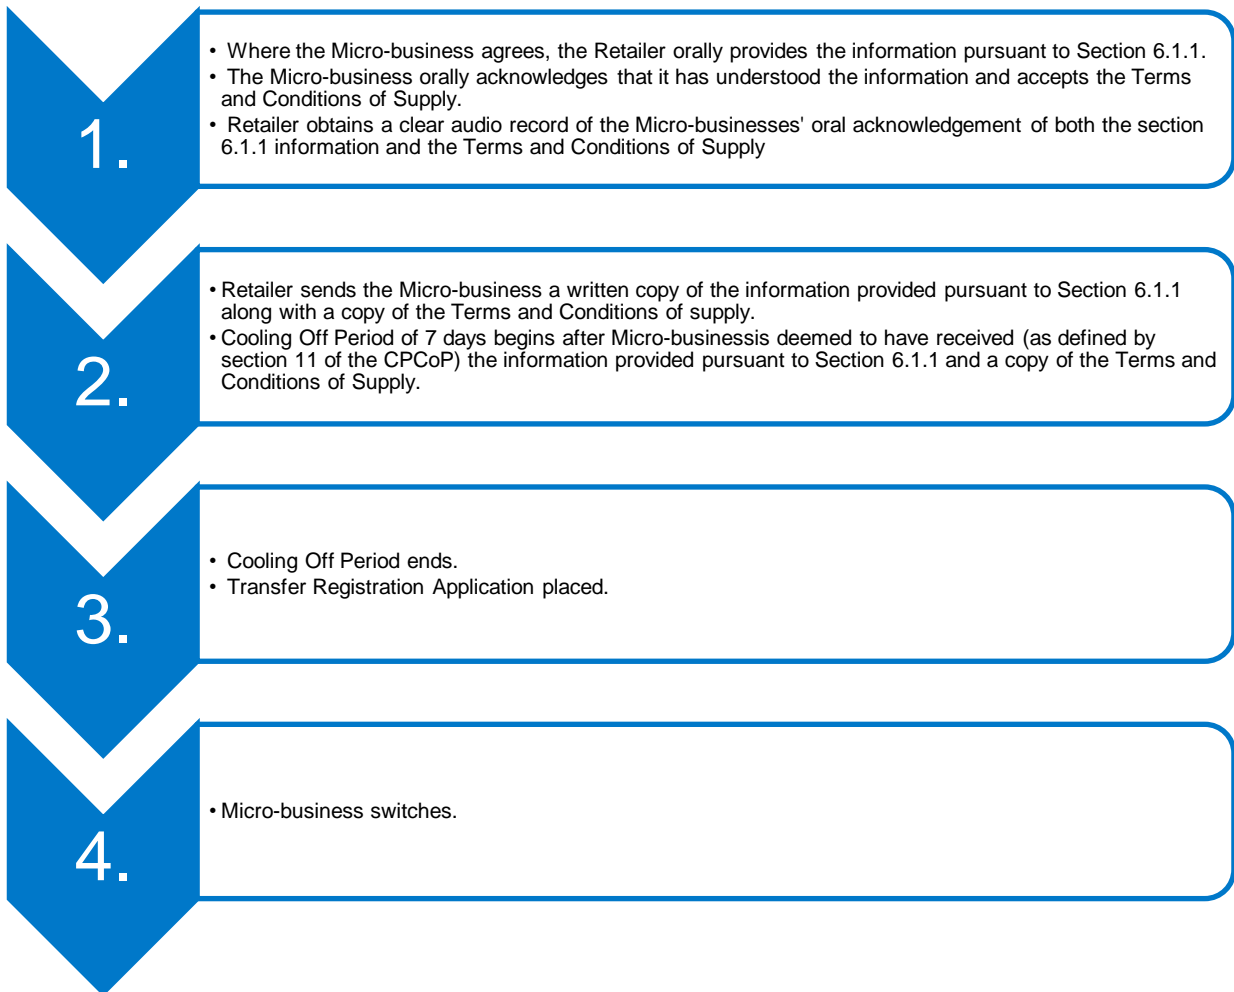 1.
• Where the Micro-business agrees, the Retailer orally provides the information pursuant to Section 6.1.1.
• The Micro-business orally acknowledges that it has understood the information and accepts the Terms
and Conditions of Supply.
• Retailer obtains a clear audio record of the Micro-businesses' oral acknowledgement of both the section
6.1.1 information and the Terms and Conditions of Supply
2.
• Retailer sends the Micro-business a written copy of the information provided pursuant to Section 6.1.1
along with a copy of the Terms and Conditions of supply.
• Cooling Off Period of 7 days begins after Micro-businessis deemed to have received (as defined by
section 11 of the CPCoP) the information provided pursuant to Section 6.1.1 and a copy of the Terms and
Conditions of Supply.
3.
• Cooling Off Period ends.
• Transfer Registration Application placed.
4.
• Micro-business switches.